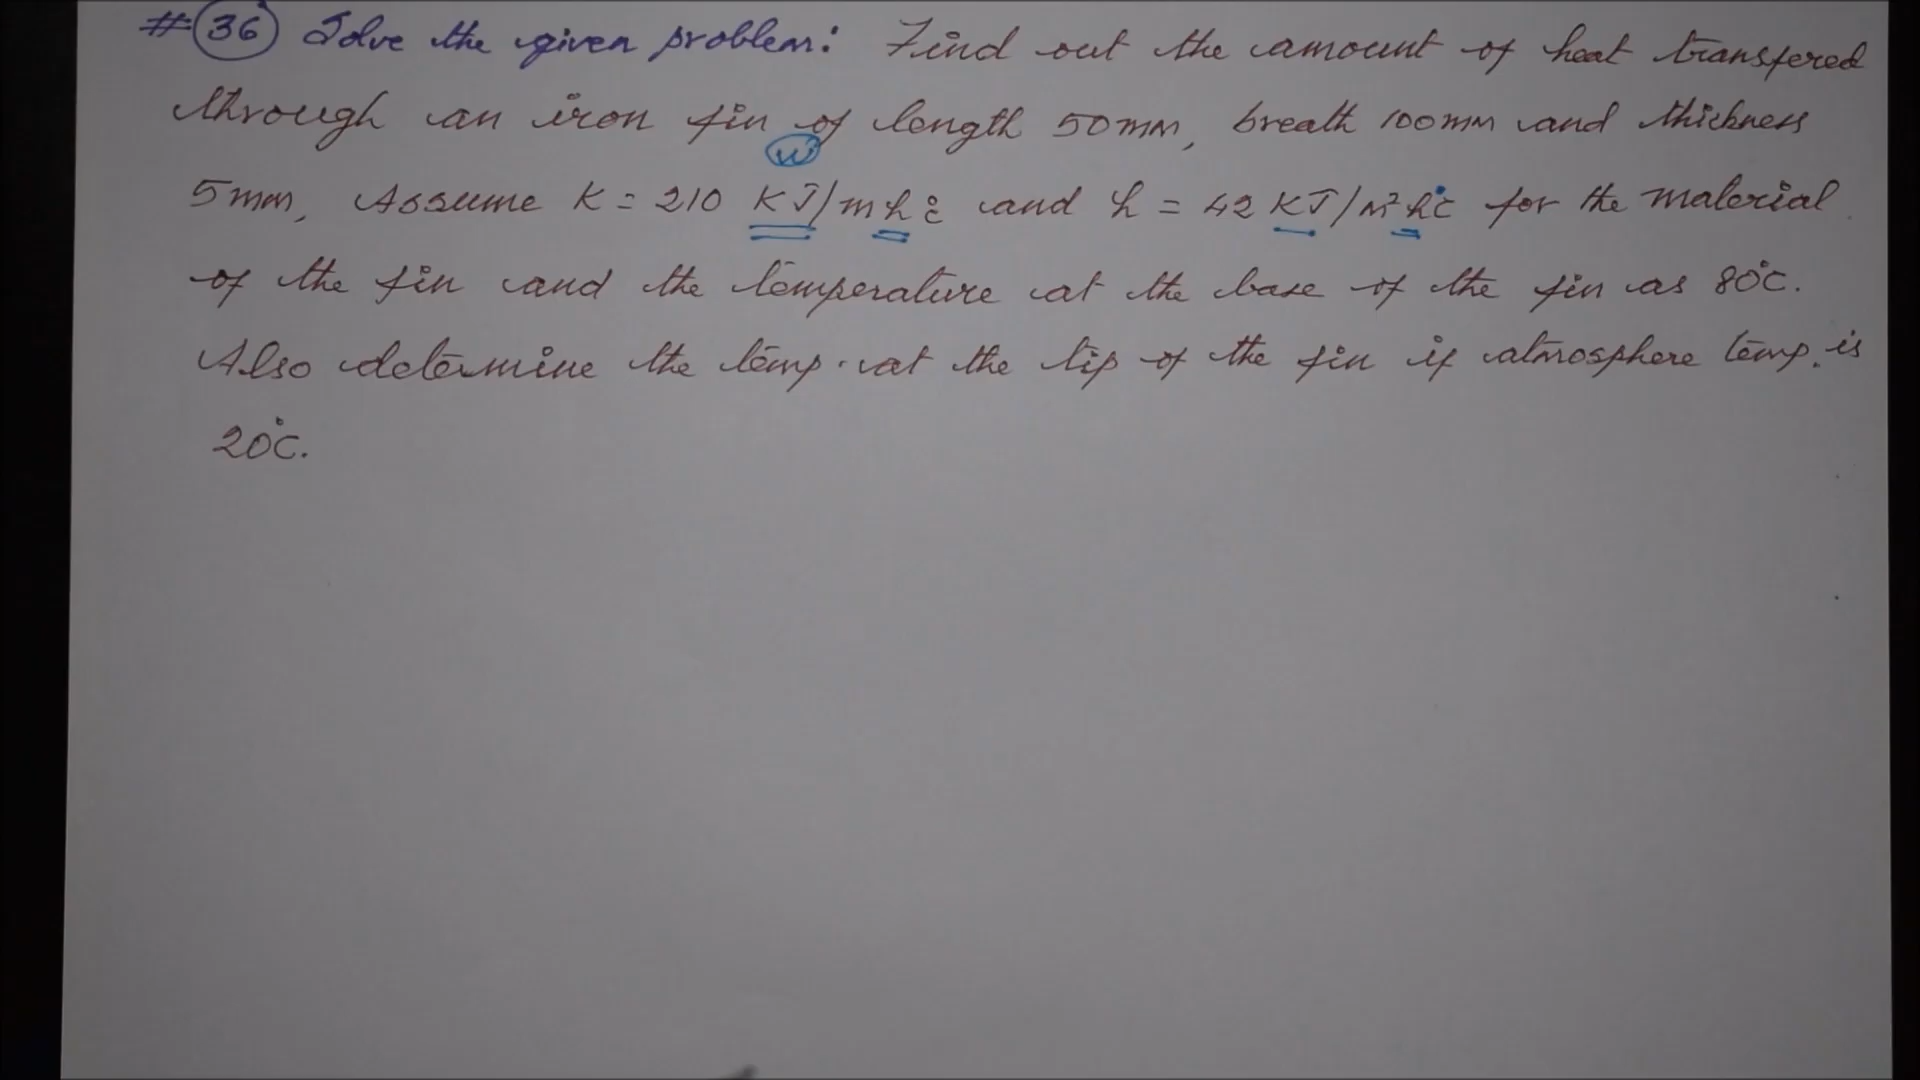 #36 Solve the given problem: Find out the amount of heat transfered
through an iron fin of length 50mm, breath 100mm and thickness
W
5mm, Assume K = 210 KJ/mh°C and h = 42 KJ/m²h°C for the material
of the fin and the temperature at the base of the fin as 80°C.
Also determine the temp. at the tip of the fin if atmosphere temp. is
20°C.